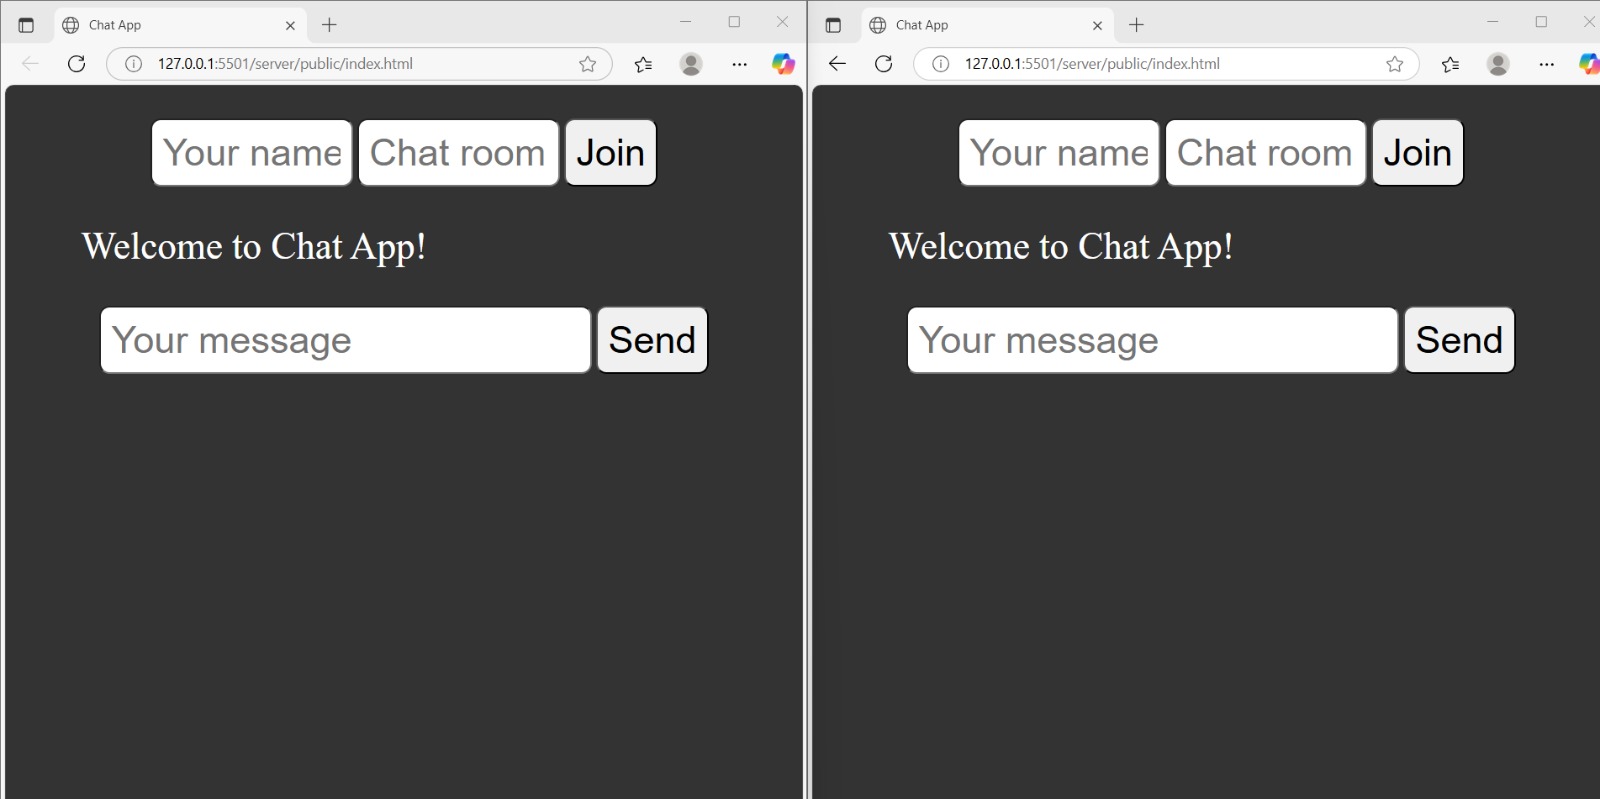 Chat App
127.0.0.1:5501/server/public/index.html
Your name Chat room Join
Welcome to Chat App!
Your message Send
Chat App
127.0.0.1:5501/server/public/index.html
Your name Chat room Join
Welcome to Chat App!
Your message Send